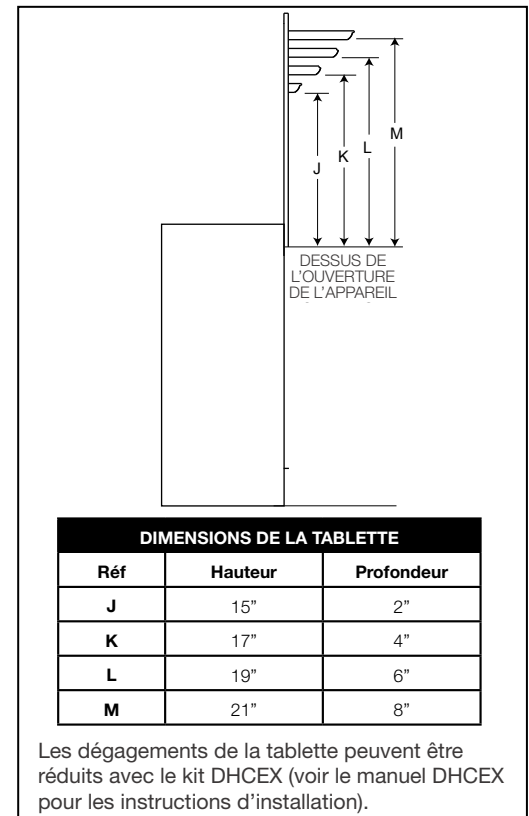 M
L
K
J
DESSUS DE
L'OUVERTURE
DE L'APPAREIL
DIMENSIONS DE LA TABLETTE
Réf Hauteur Profondeur
J 15” 2”
K 17” 4”
L 19” 6”
M 21” 8”
Les dégagements de la tablette peuvent être
réduits avec le kit DHCEX (voir le manuel DHCEX
pour les instructions d’installation).